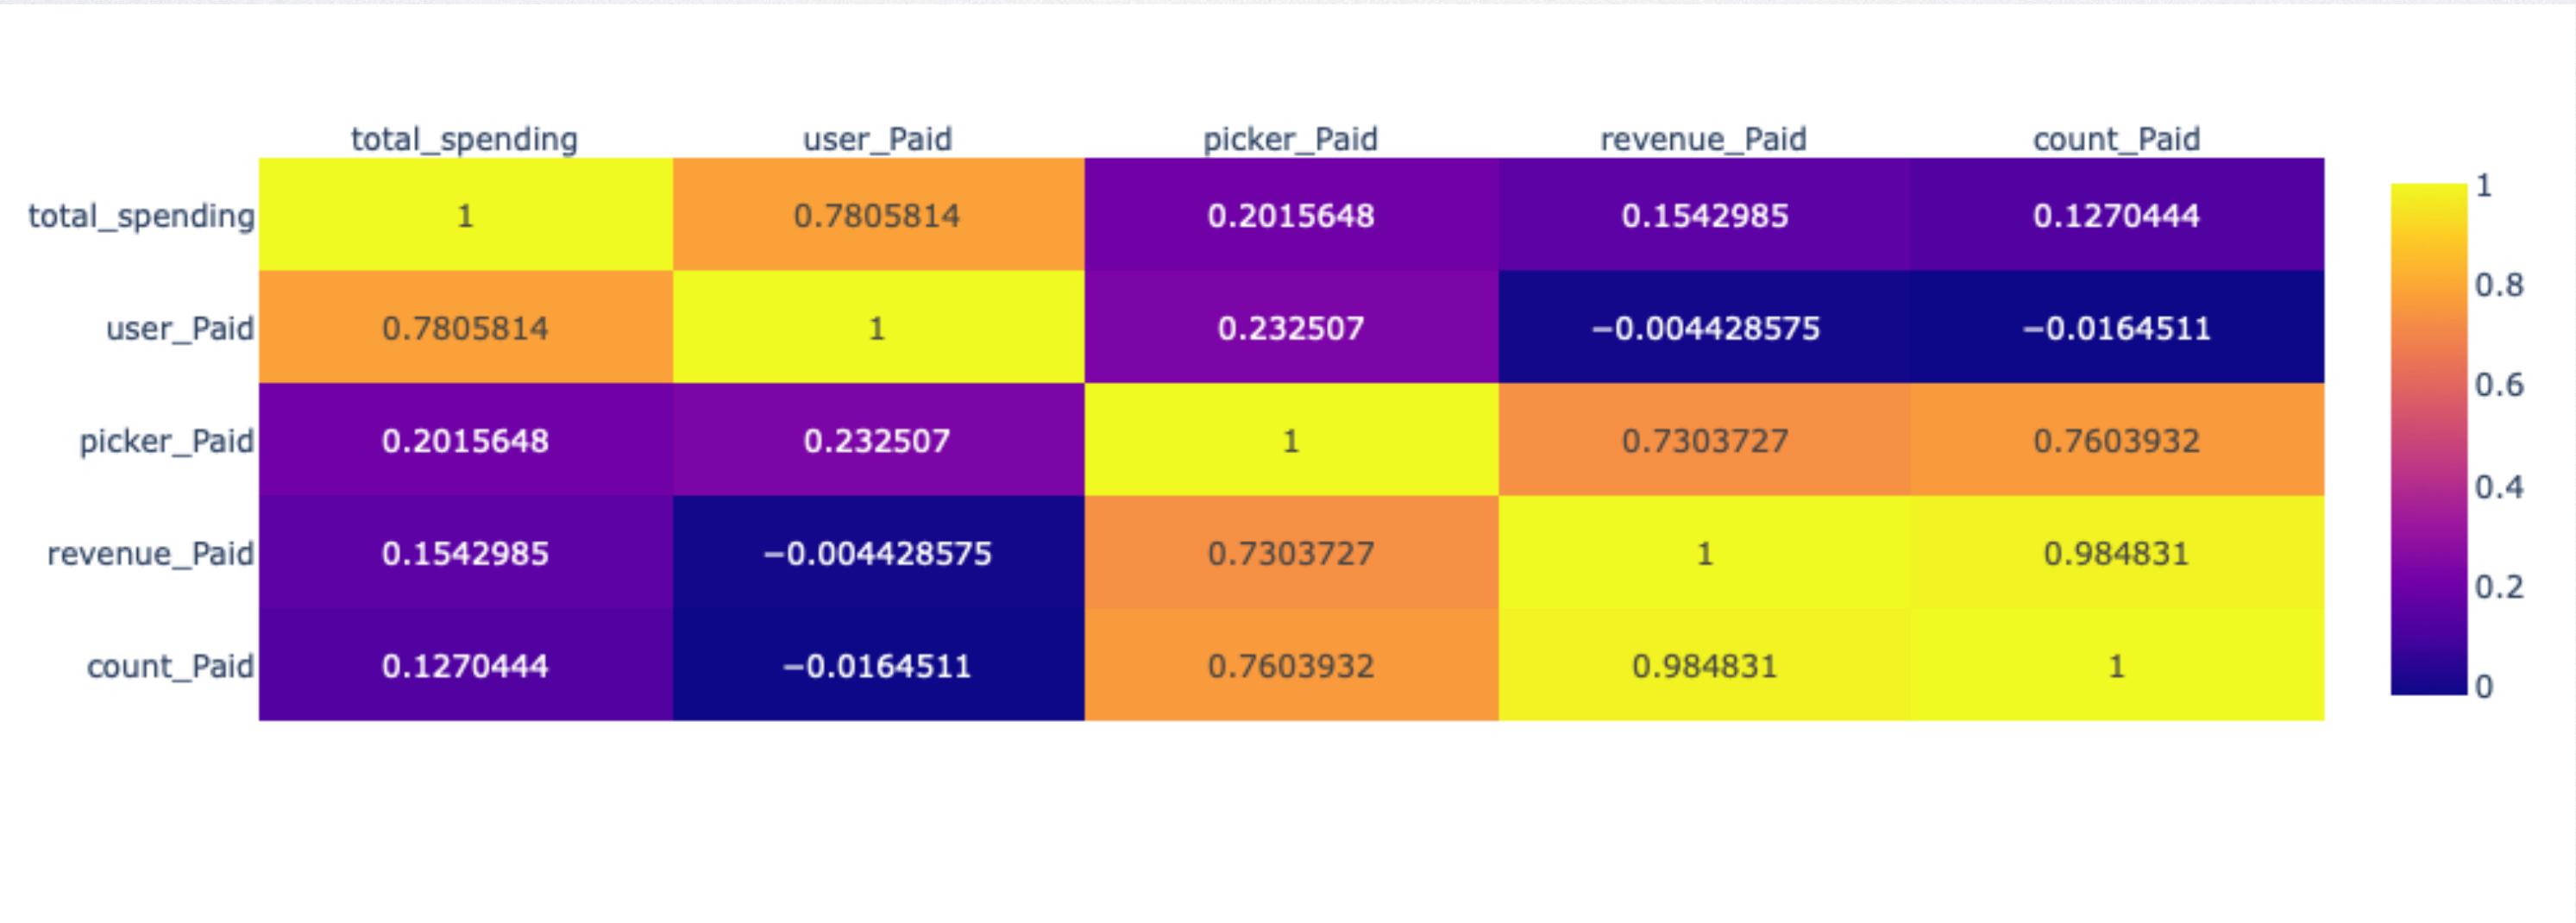 total_spending user_Paid picker_Paid revenue_Paid count_Paid
total_spending 1 0.7805814 0.2015648 0.1542985 0.1270444
user_Paid 0.7805814 1 0.232507 −0.004428575 −0.0164511
picker_Paid 0.2015648 0.232507 1 0.7303727 0.7603932
revenue_Paid 0.1542985 −0.004428575 0.7303727 1 0.984831
count_Paid 0.1270444 −0.0164511 0.7603932 0.984831 1
1
0.8
0.6
0.4
0.2
0